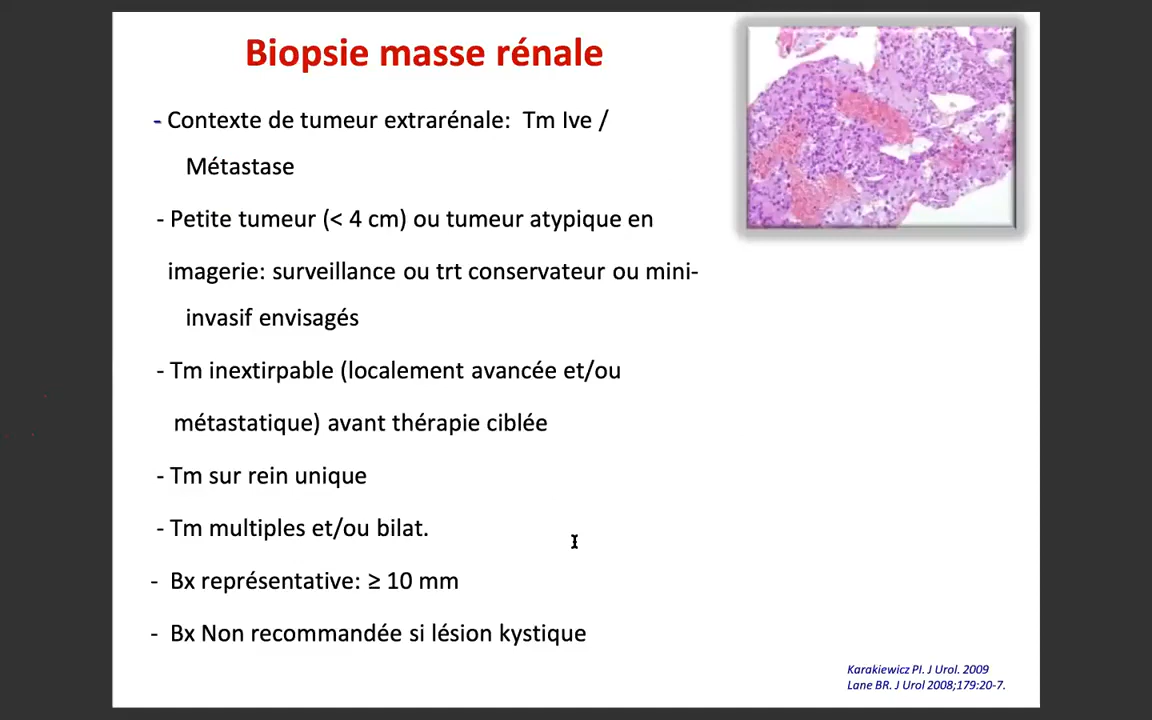 Biopsie masse rénale
- Contexte de tumeur extrarénale: Tm Ive /
Métastase
- Petite tumeur (< 4 cm) ou tumeur atypique en
imagerie: surveillance ou trt conservateur ou mini-
invasif envisagés
- Tm inextirpable (localement avancée et/ou
métastatique) avant thérapie ciblée
- Tm sur rein unique
- Tm multiples et/ou bilat.
- Bx représentative: ≥ 10 mm
- Bx Non recommandée si lésion kystique
Karakiewicz PI. J Urol. 2009
Lane BR. J Urol 2008;179:20-7.